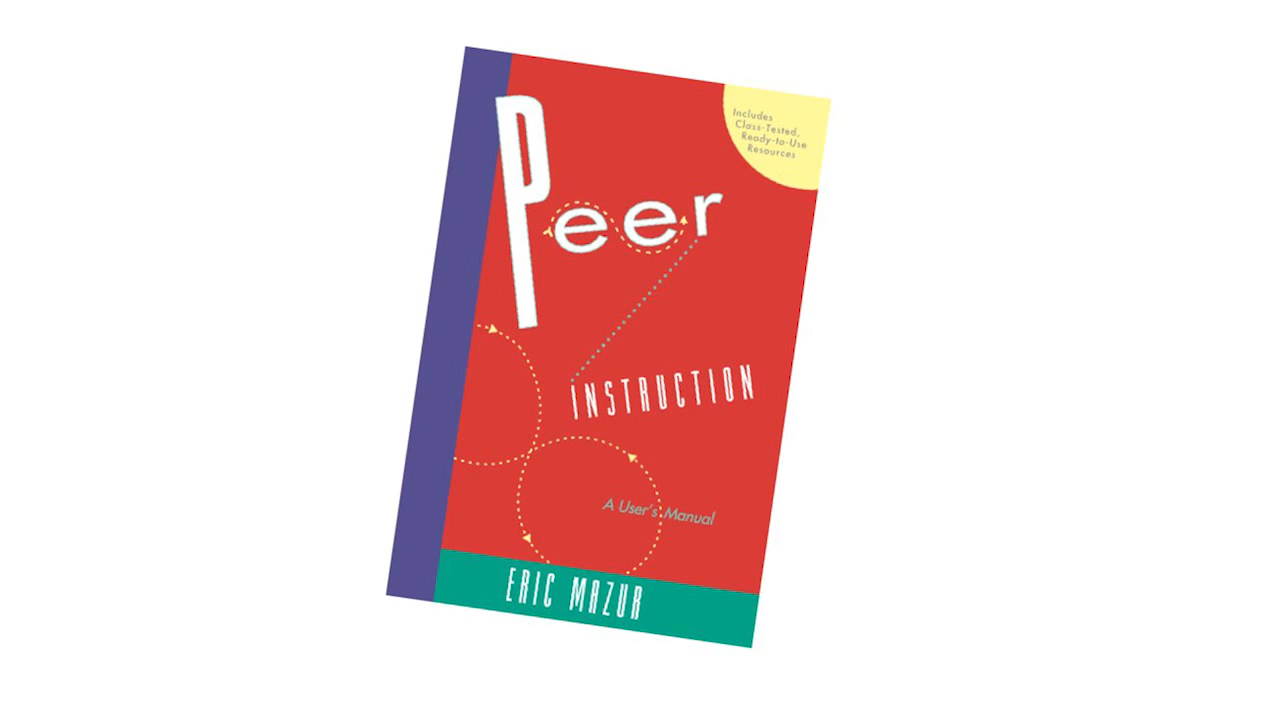 Includes
Class-Tested,
Ready-to-Use
Resources
Peer
INSTRUCTION
A User's Manual
ERIC MAZUR